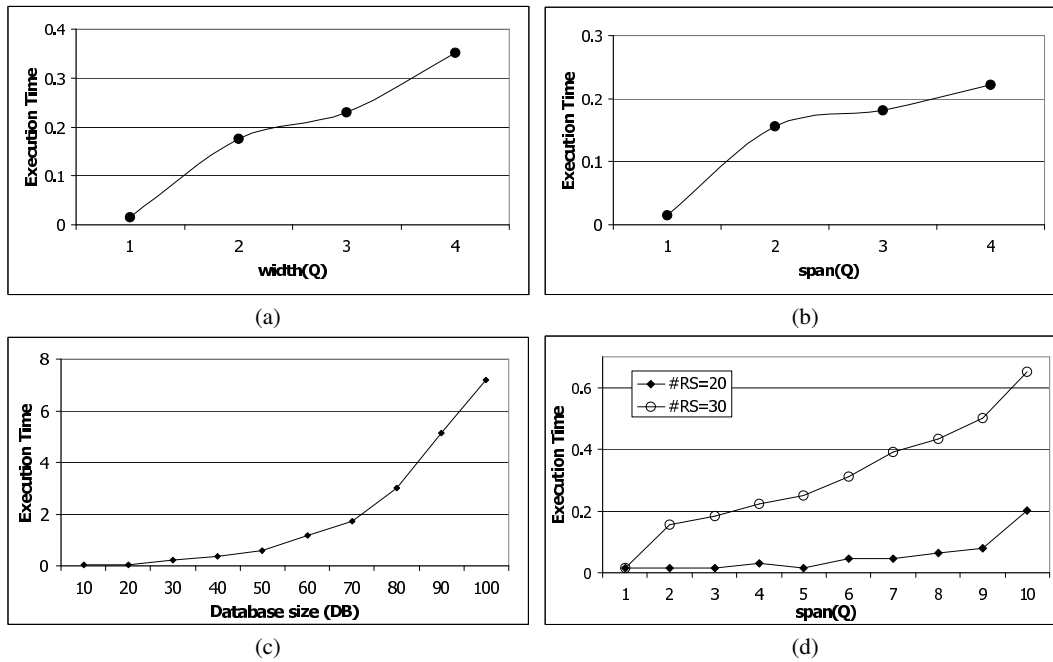 0.4
0.3
0.2
0.1
0
Execution Time
1 2 3 4
width(Q)
(a)
0.3
0.2
0.1
0
Execution Time
1 2 3 4
span(Q)
(b)
8
6
4
2
0
Execution Time
10 20 30 40 50 60 70 80 90 100
Database size (DB)
(c)
0.6
0.4
0.2
0
Execution Time
#RS=20
#RS=30
1 2 3 4 5 6 7 8 9 10
span(Q)
(d)